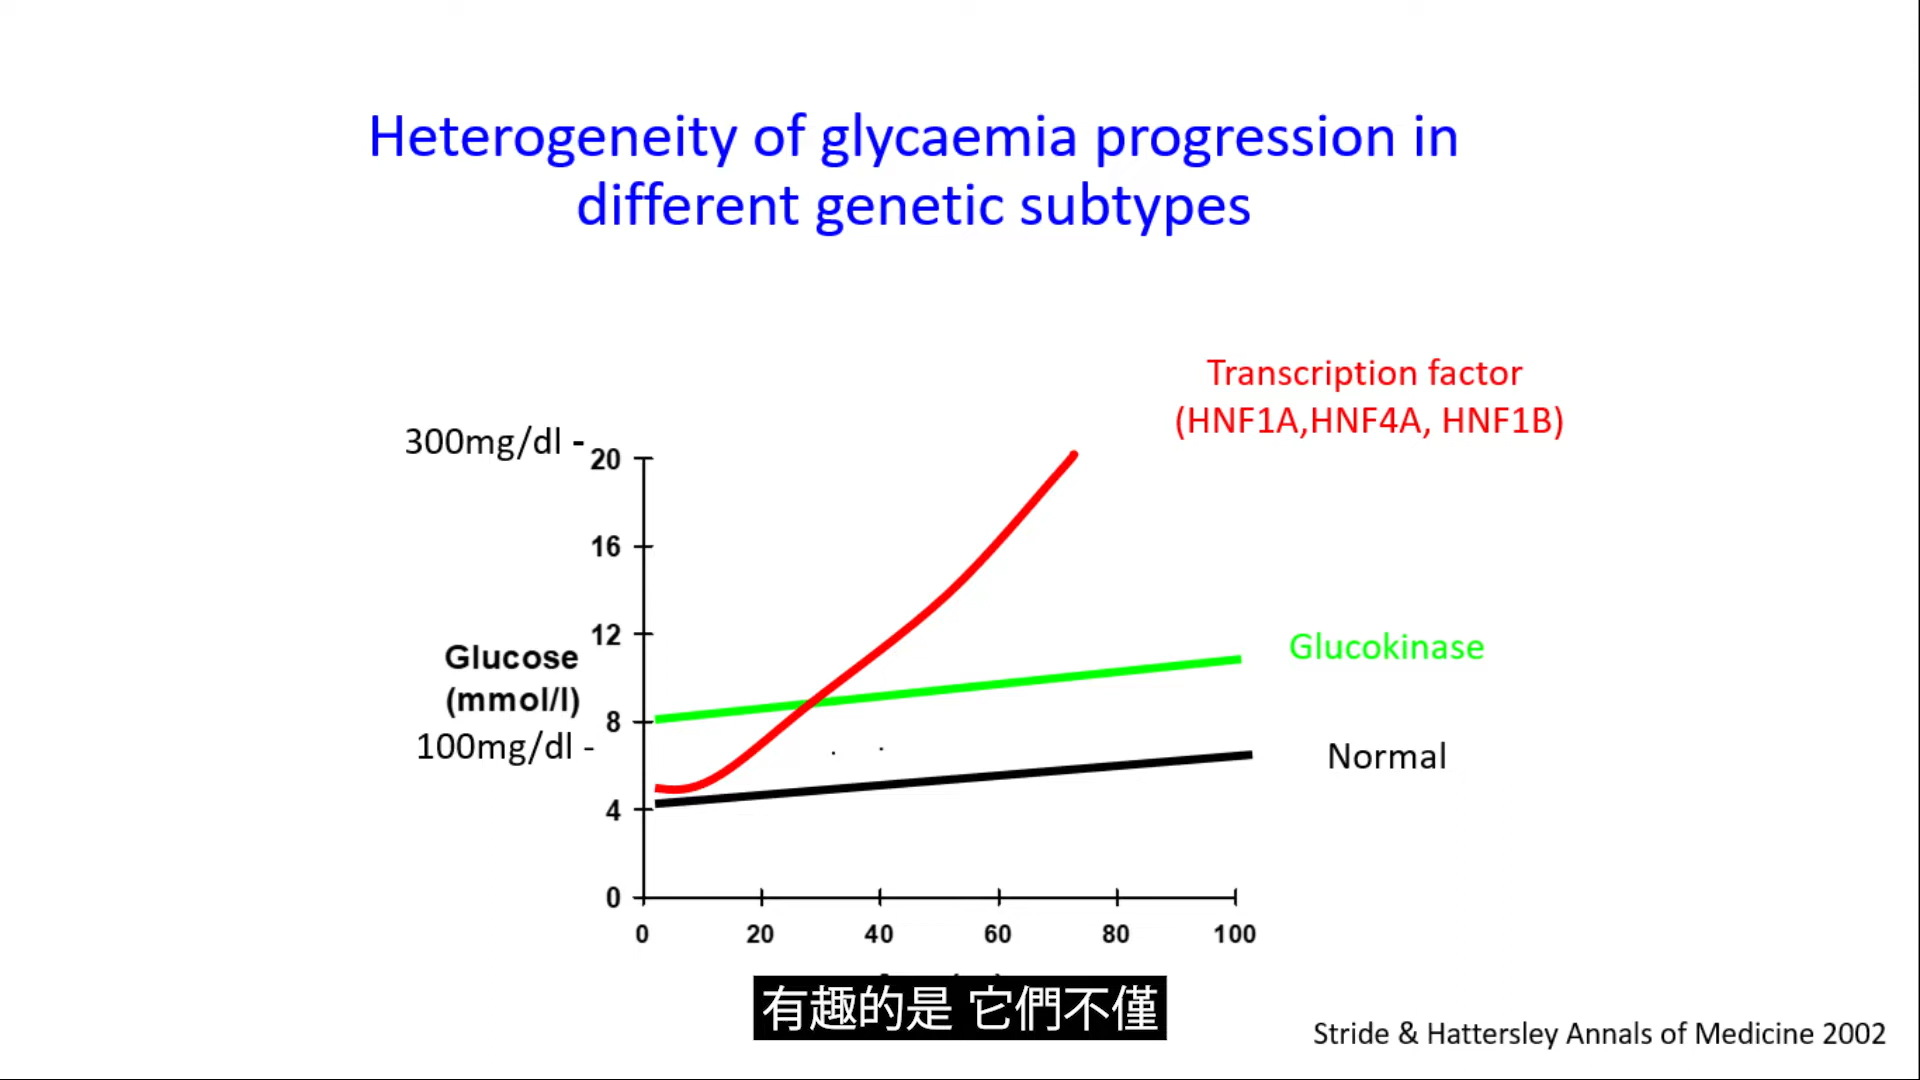 Heterogeneity of glycaemia progression in
different genetic subtypes
Transcription factor
(HNF1A,HNF4A, HNF1B)
300mg/dl -
20
16
12
Glucose
(mmol/l)
8
100mg/dl -
4
0
Glucokinase
Normal
0 20 40 60 80 100
有趣的是 它們不僅
Stride & Hattersley Annals of Medicine 2002